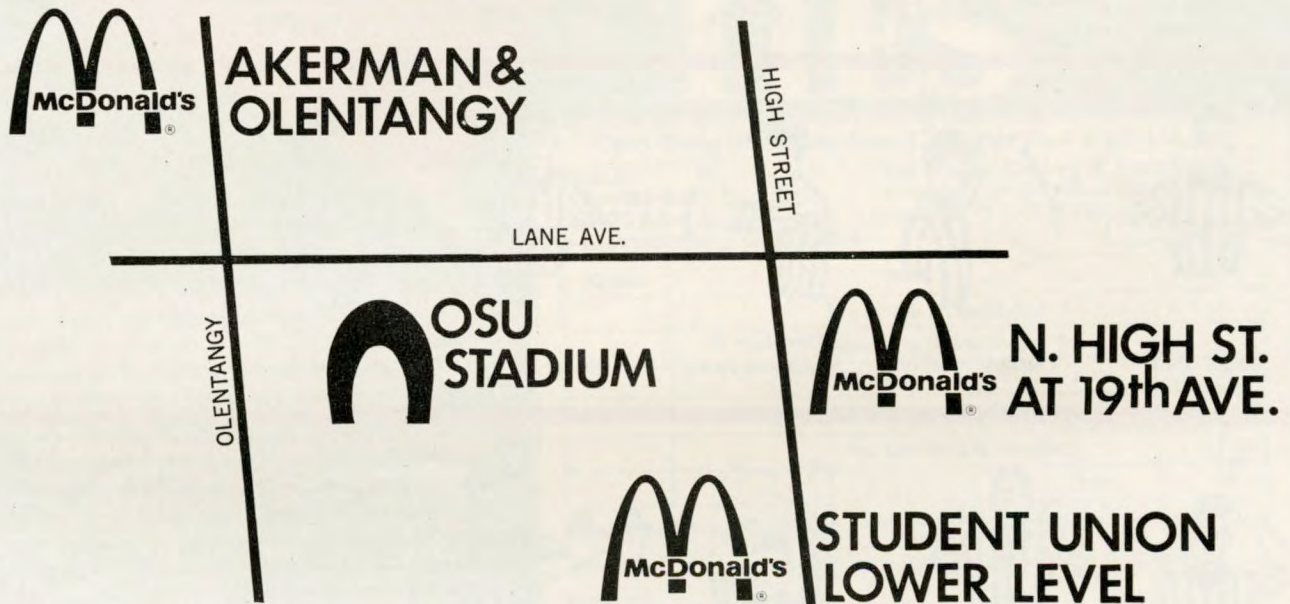 McDonald's
®
AKERMAN &
OLENTANGY
HIGH STREET
LANE AVE.
OLENTANGY
OSU
STADIUM
McDonald's
®
N. HIGH ST.
AT 19th AVE.
McDonald's
®
STUDENT UNION
LOWER LEVEL